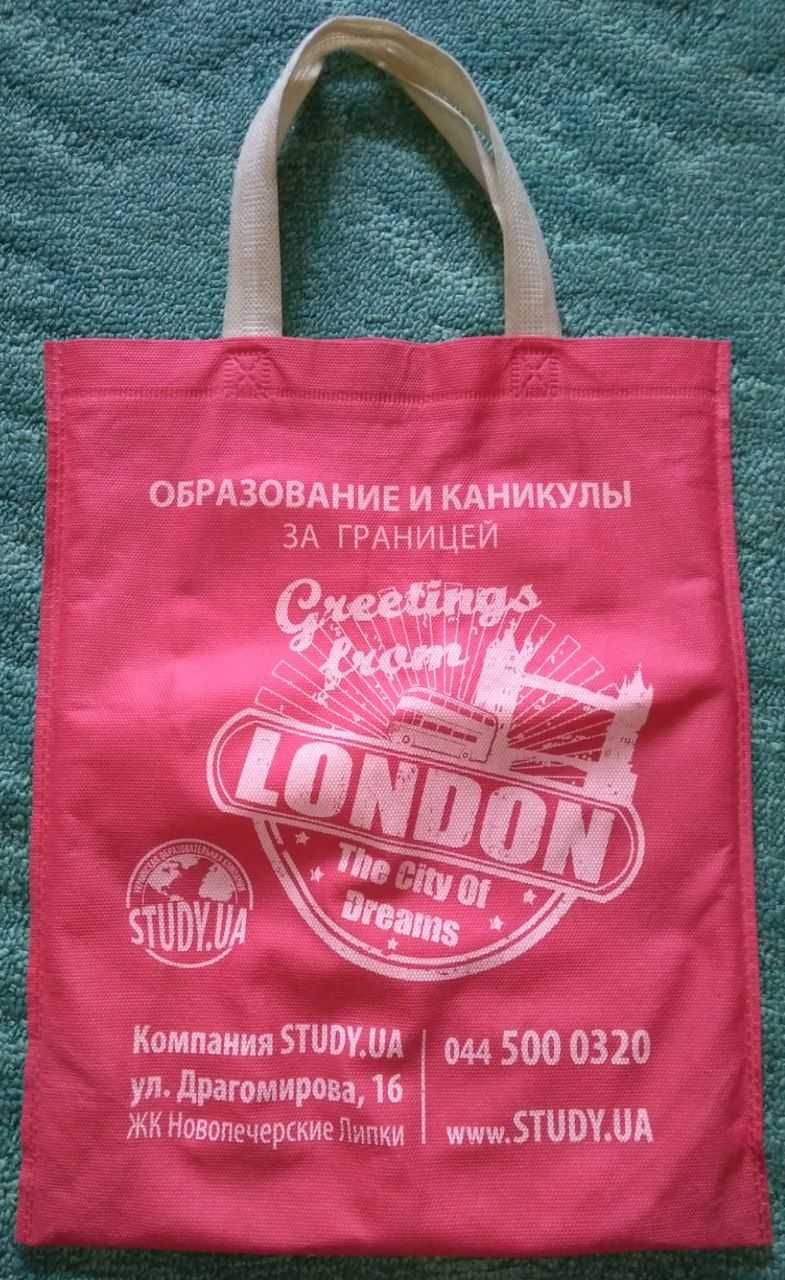 ОБРАЗОВАНИЕ И КАНИКУЛЫ
ЗА ГРАНИЦЕЙ
Greetings
from
LONDON
The City Of
Dreams
STUDY.UA
Компания STUDY.UA
ул. Драгомирова, 16
ЖК Новопечерские Липки
044 500 0320
www.STUDY.UA